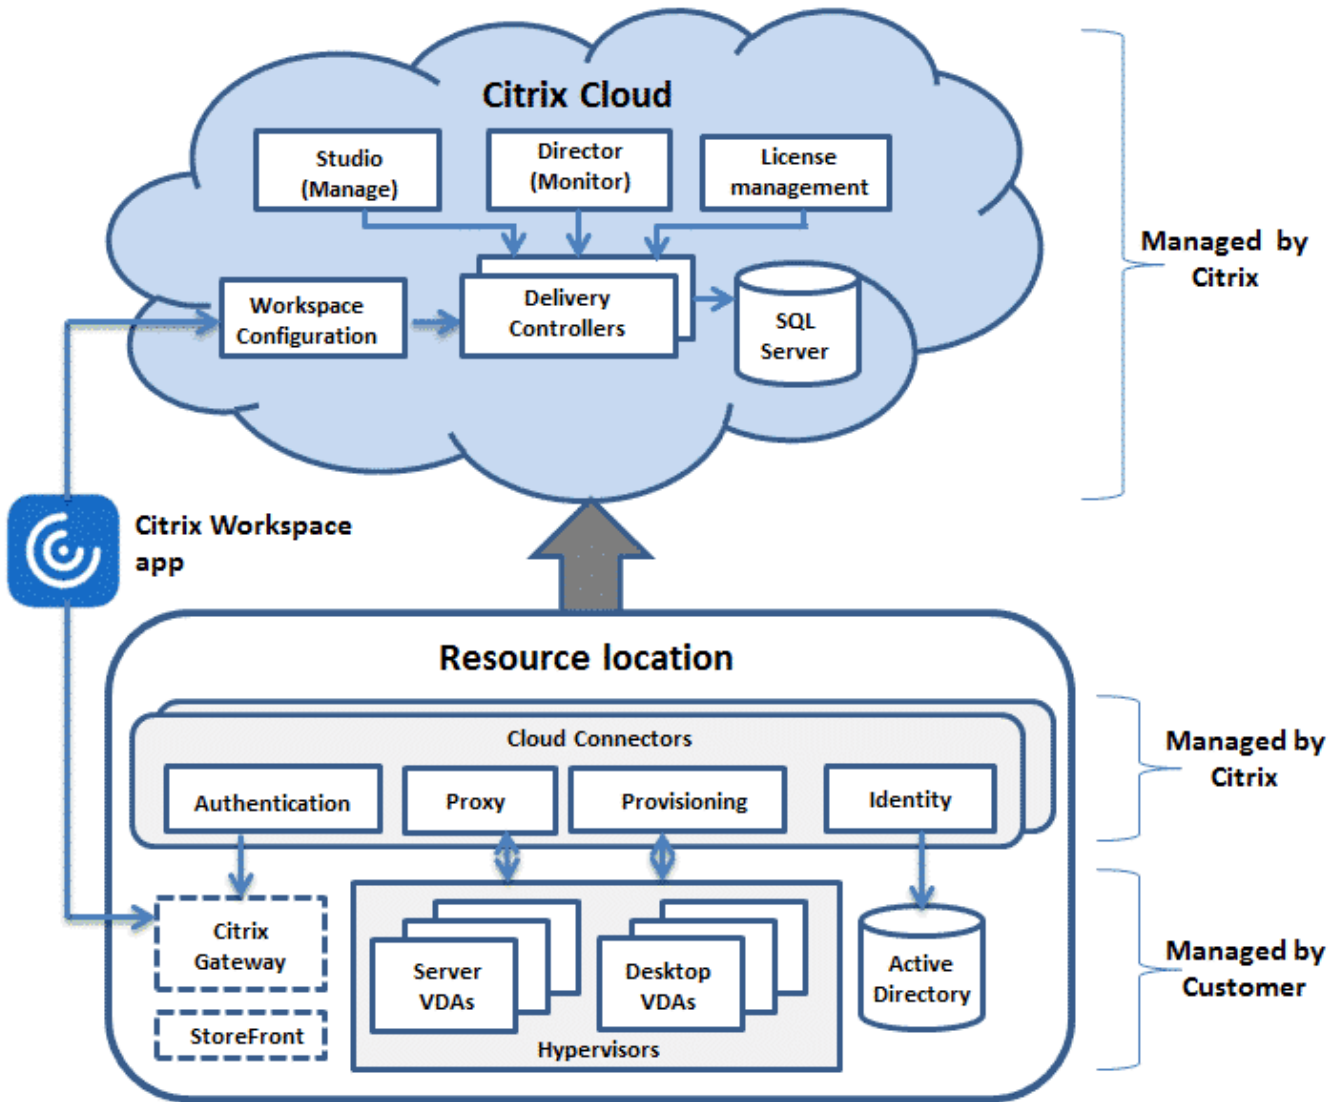 Citrix Cloud
Studio
(Manage)
Director
(Monitor)
License
management
Managed by
Citrix
Workspace
Configuration
Delivery
Controllers
SQL
Server
Citrix Workspace
app
Resource location
Cloud Connectors
Authentication
Proxy
Provisioning
Identity
Managed by
Citrix
Citrix
Gateway
StoreFront
Server
VDAs
Desktop
VDAs
Hypervisors
Active
Directory
Managed by
Customer